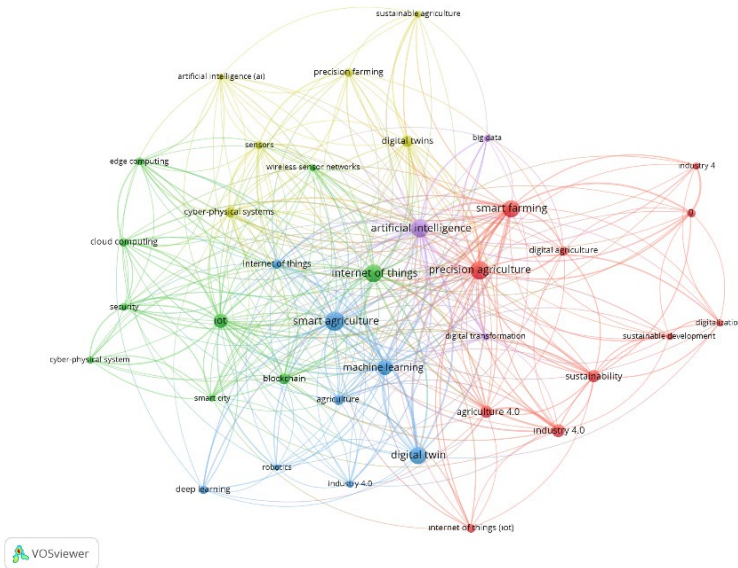 sustainable agriculture
artificial intelligence (ai)
precision farming
sensors
digital twins
big data
edge computing
wireless sensor networks
industry 4
cyber-physical systems
smart farming
0
artificial intelligence
cloud computing
digital agriculture
internet of things
internet of things
precision agriculture
security
iot
smart agriculture
digital transformation
sustainable development
digitalizatio
cyber-physical system
machine learning
blockchain
sustainability
smart city
agriculture
agriculture 4.0
industry 4.0
digital twin
robotics
industry 4.0
deep learning
internet of things (iot)
VOSviewer